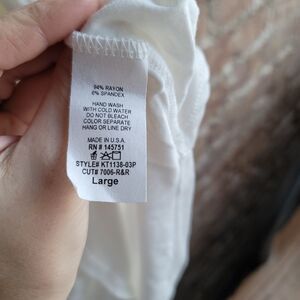 94% RAYON
6% SPANDEX
HAND WASH
WITH COLD WATER
DO NOT BLEACH
COLOR SEPARATE
HANG OR LINE DRY
MADE IN U.S.A.
RN # 145751
STYLE# KT1138-03P
CUT# 7006-R&R
Large